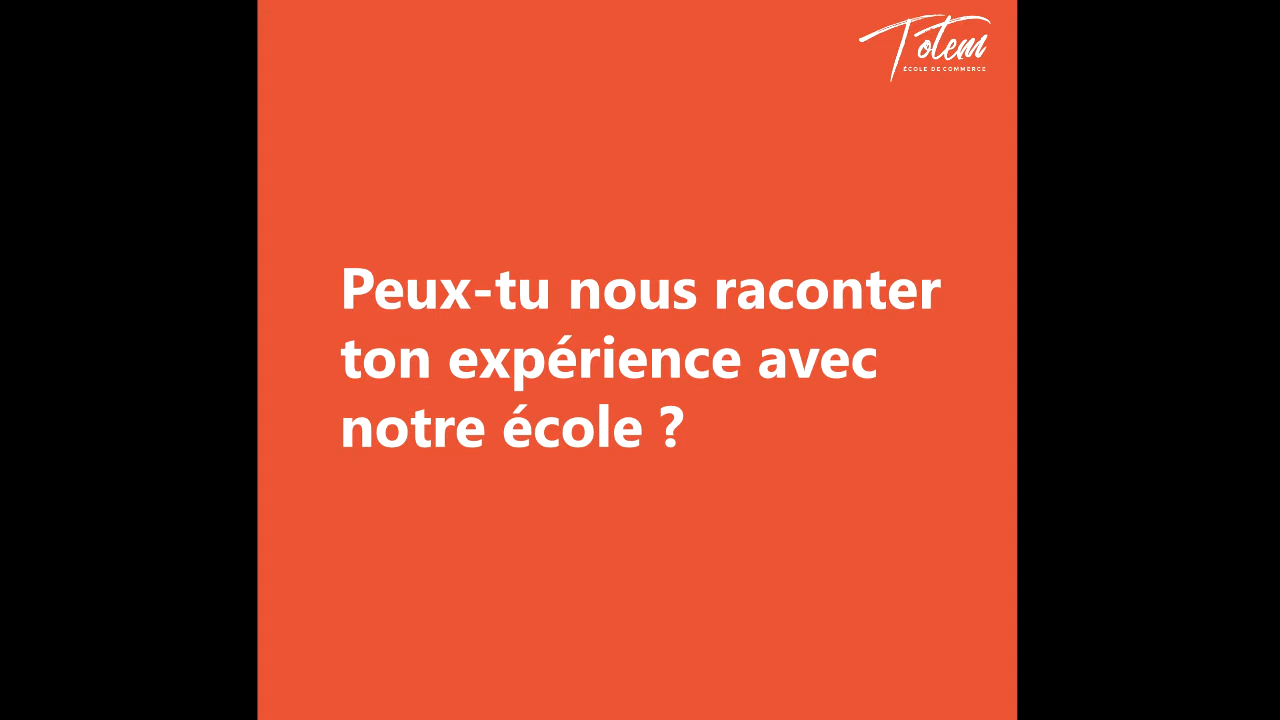 Totem
ÉCOLE DE COMMERCE
Peux-tu nous raconter
ton expérience avec
notre école ?